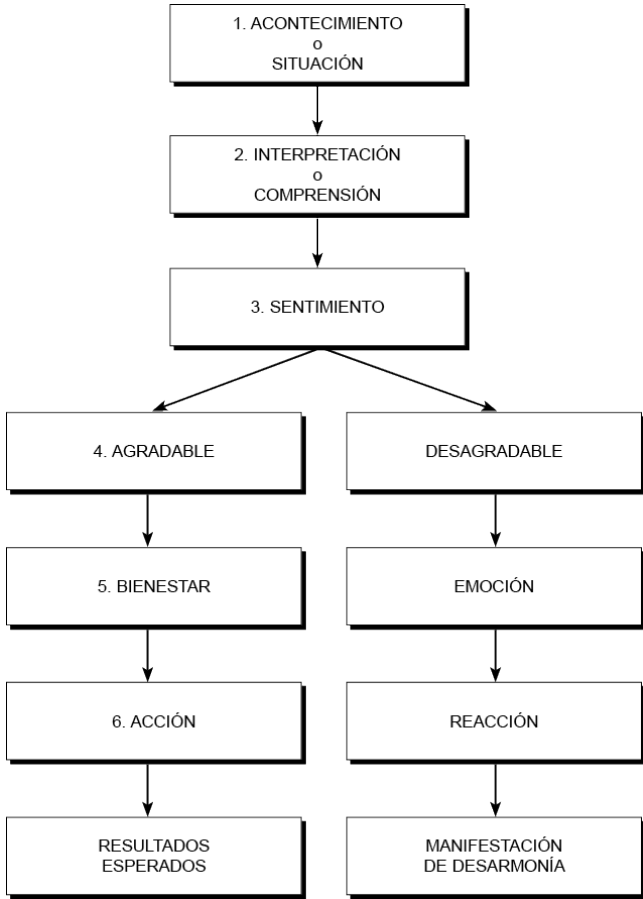 1. ACONTECIMIENTO
o
SITUACIÓN
2. INTERPRETACIÓN
o
COMPRENSIÓN
3. SENTIMIENTO
4. AGRADABLE
DESAGRADABLE
5. BIENESTAR
EMOCIÓN
6. ACCIÓN
REACCIÓN
RESULTADOS
ESPERADOS
MANIFESTACIÓN
DE DESARMONÍA